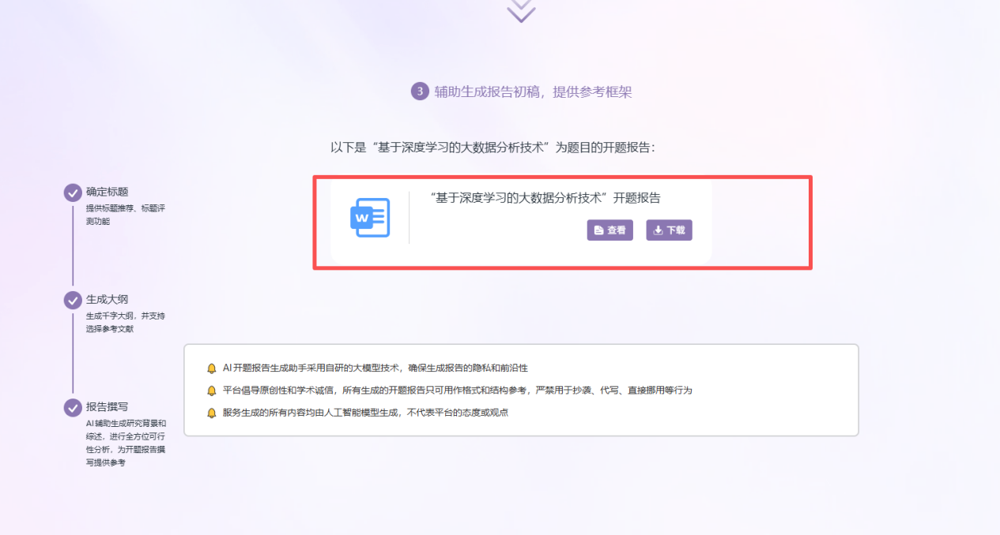 3 辅助生成报告初稿，提供参考框架
以下是“基于深度学习的大数据分析技术”为题目的开题报告：
W
“基于深度学习的大数据分析技术”开题报告
查看 下载
确定标题
提供标题推荐、标题评
测功能
生成大纲
生成千字大纲，并支持
选择参考文献
报告撰写
AI辅助生成研究背景和
综述，进行全方位可行
性分析，为开题报告撰
写提供参考
AI开题报告生成助手采用自研的大模型技术，确保生成报告的隐私和前沿性
平台倡导原创性和学术诚信，所有生成的开题报告只可用作格式和结构参考，严禁用于抄袭、代写、直接挪用等行为
服务生成的所有内容均由人工智能模型生成，不代表平台的态度或观点